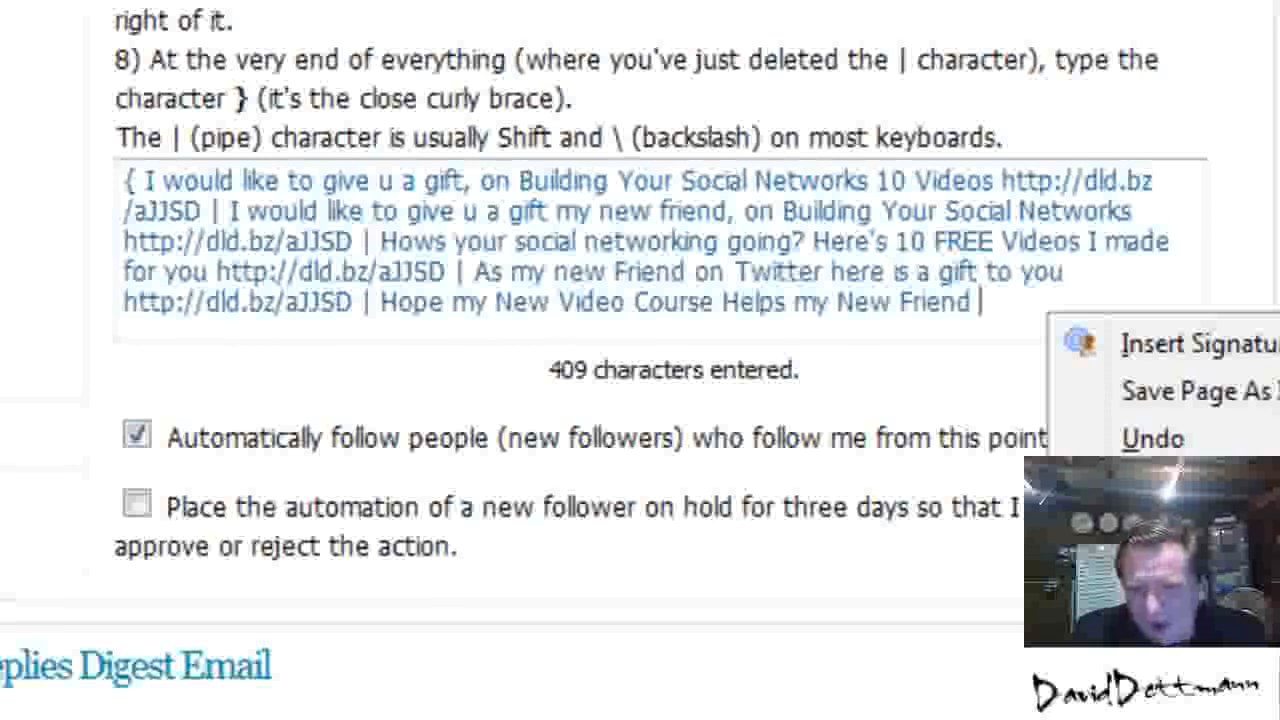 right of it.
8) At the very end of everything (where you've just deleted the | character), type the
character } (it's the close curly brace).
The | (pipe) character is usually Shift and \ (backslash) on most keyboards.
{ I would like to give u a gift, on Building Your Social Networks 10 Videos http://dld.bz
/aJJSD | I would like to give u a gift my new friend, on Building Your Social Networks
http://dld.bz/aJJSD | Hows your social networking going? Here's 10 FREE Videos I made
for you http://dld.bz/aJJSD | As my new Friend on Twitter here is a gift to you
http://dld.bz/aJJSD | Hope my New Video Course Helps my New Friend
Insert Signatu
409 characters entered.
Save Page As
Automatically follow people (new followers) who follow me from this point
Undo
Place the automation of a new follower on hold for three days so that I
approve or reject the action.
eplies Digest Email
DavidDettmann